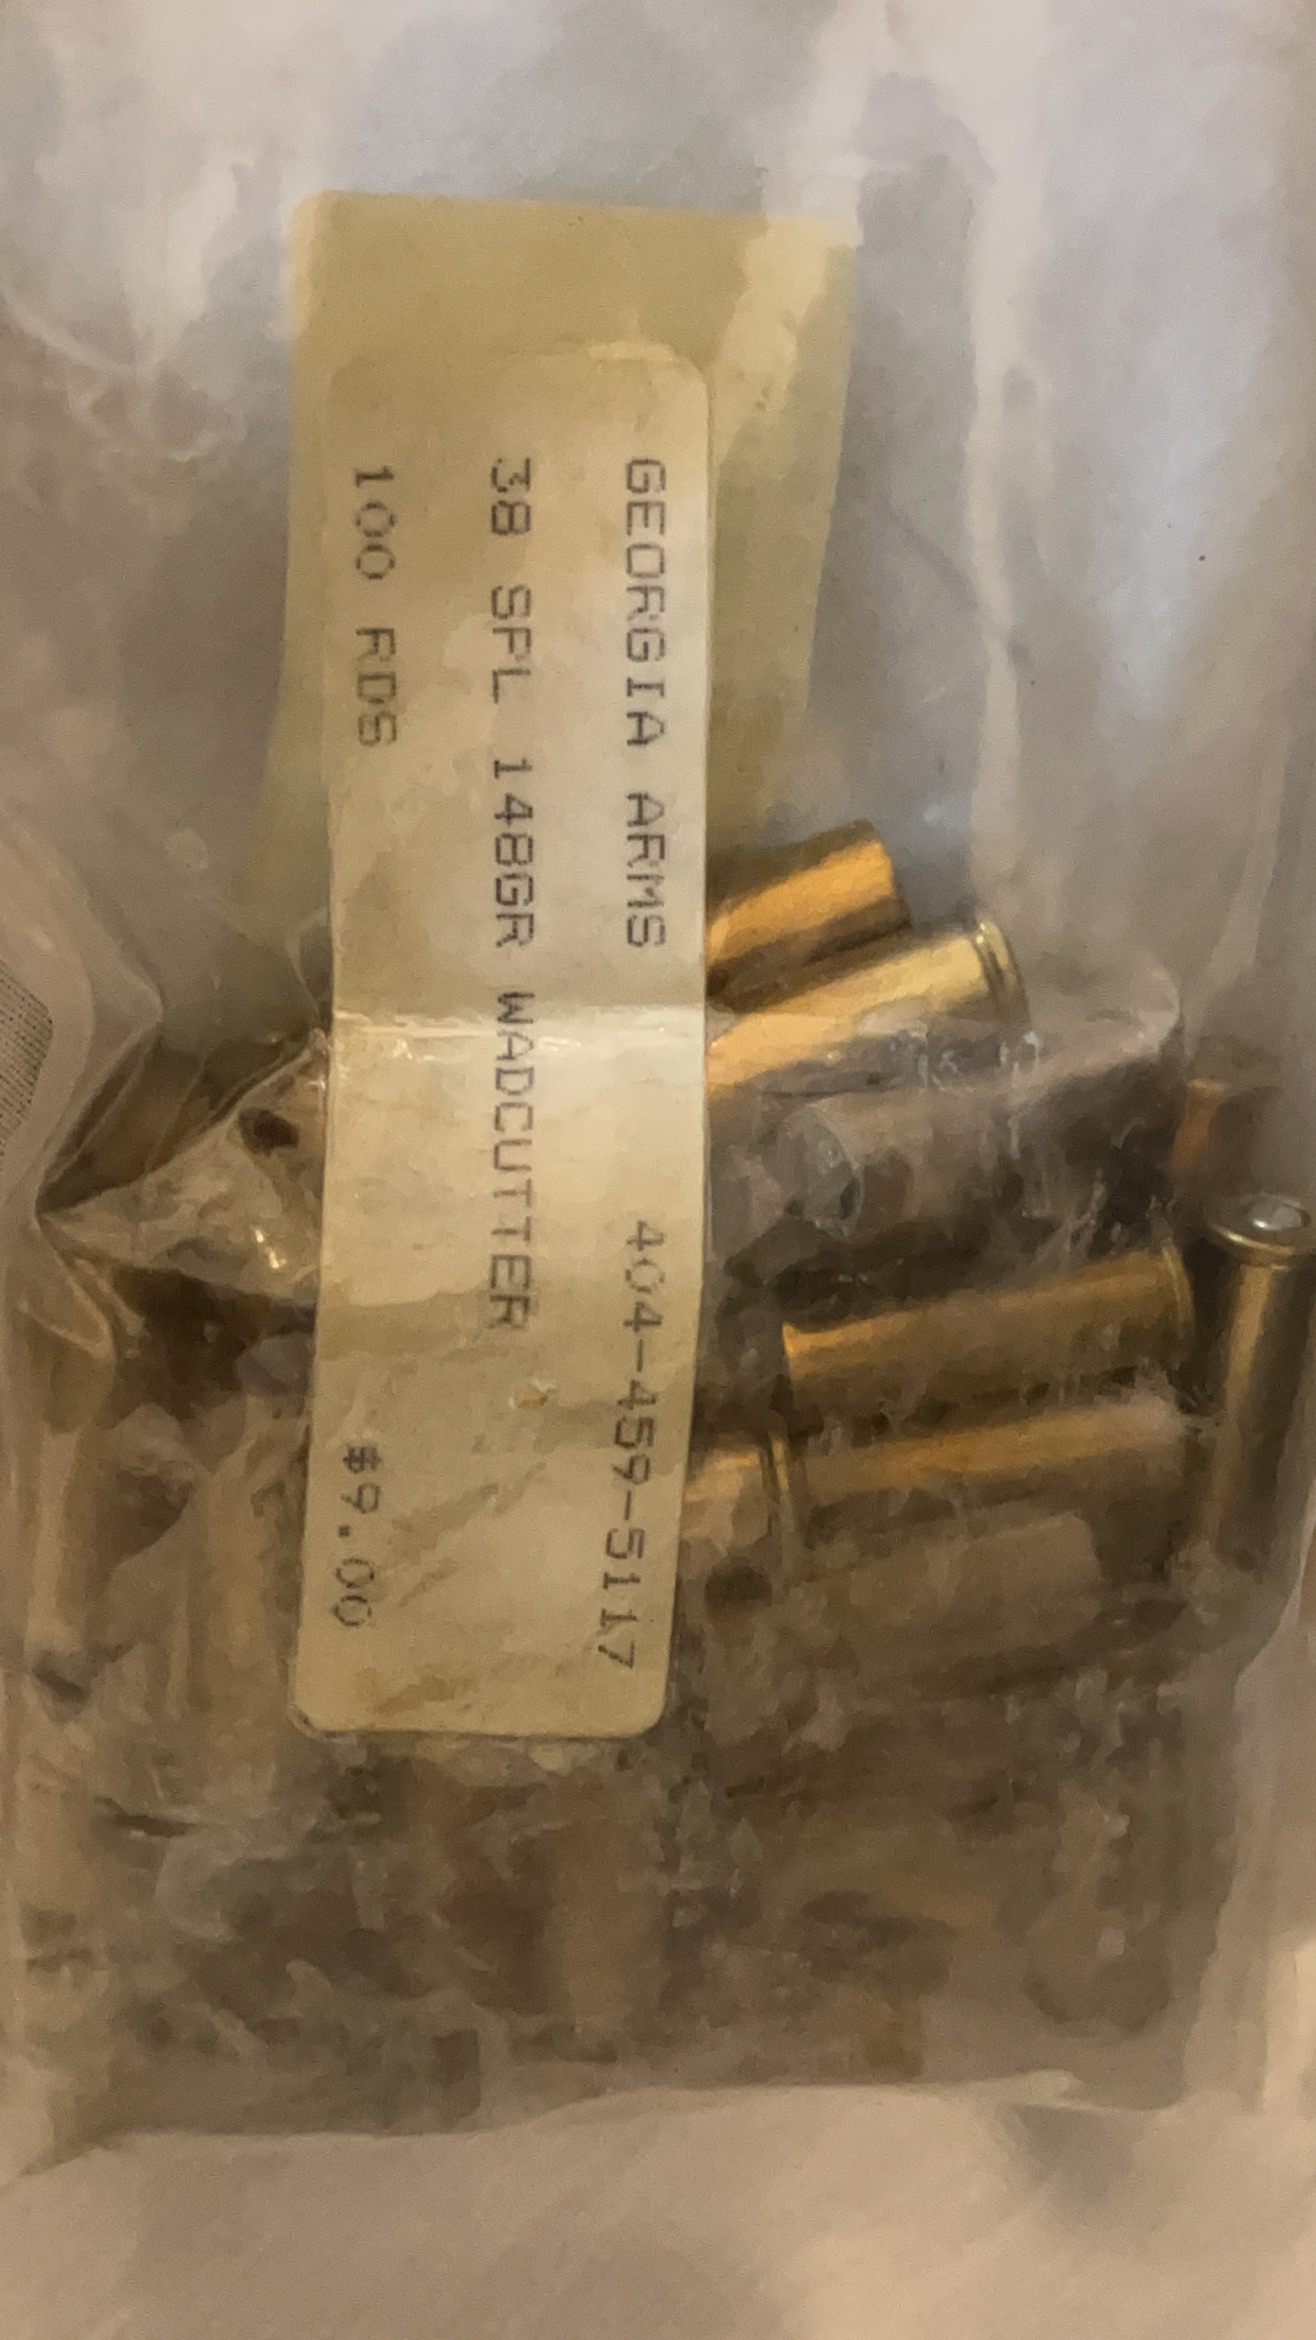 GEORGIA ARMS 404-459-5117
38 SPL 148GR WADCUTTER
100 RDS $9.00